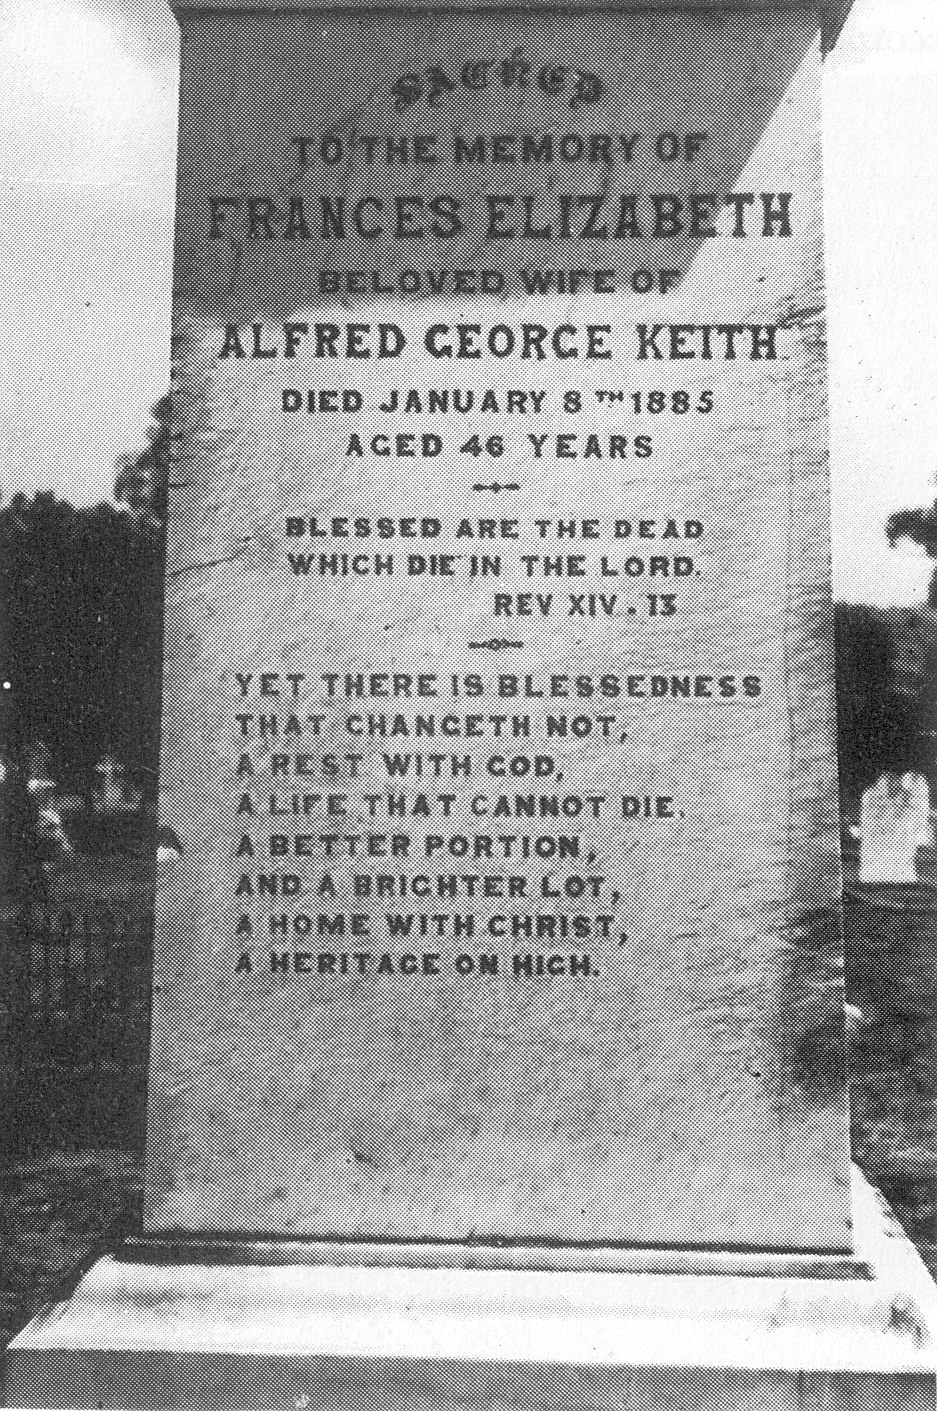 SACRED
TO THE MEMORY OF
FRANCES ELIZABETH
BELOVED WIFE OF
ALFRED GEORGE KEITH
DIED JANUARY 8TH 1885
AGED 46 YEARS
BLESSED ARE THE DEAD
WHICH DIE IN THE LORD.
REV XIV. 13
YET THERE IS BLESSEDNESS
THAT CHANGETH NOT,
A REST WITH GOD,
A LIFE THAT CANNOT DIE.
A BETTER PORTION,
AND A BRIGHTER LOT,
A HOME WITH CHRIST,
A HERITAGE ON HIGH.